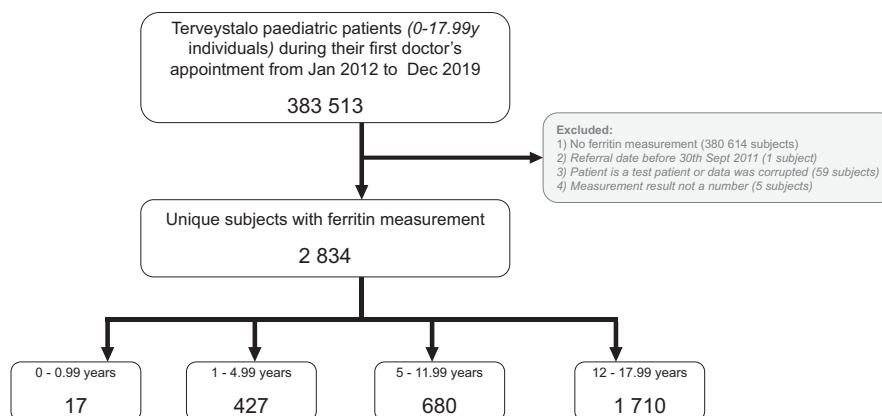 Terveystalo paediatric patients (0-17.99y
individuals) during their first doctor's
appointment from Jan 2012 to Dec 2019
383 513
Excluded:
1) No ferritin measurement (380 614 subjects)
2) Referral date before 30th Sept 2011 (1 subject)
3) Patient is a test patient or data was corrupted (59 subjects)
4) Measurement result not a number (5 subjects)
Unique subjects with ferritin measurement
2 834
0 - 0.99 years
17
1 - 4.99 years
427
5 - 11.99 years
680
12 - 17.99 years
1 710